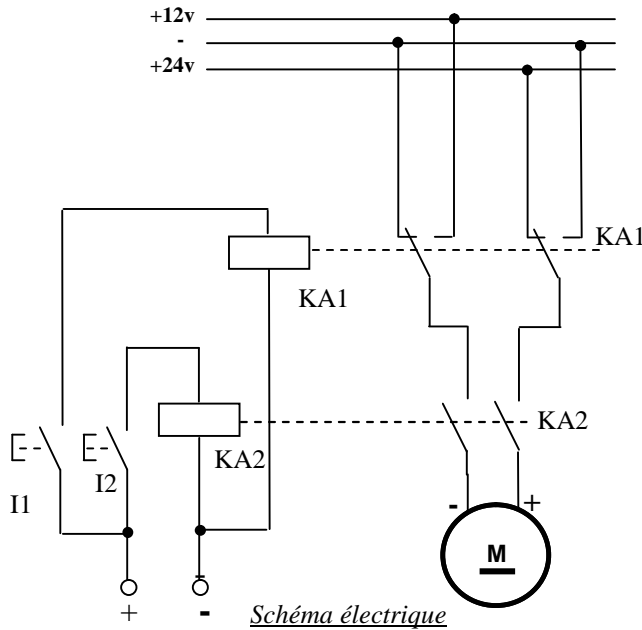 +12v
-
+24v
KA1
KA1
KA2
KA2
I1
I2
- +
M
+ -
Schéma électrique